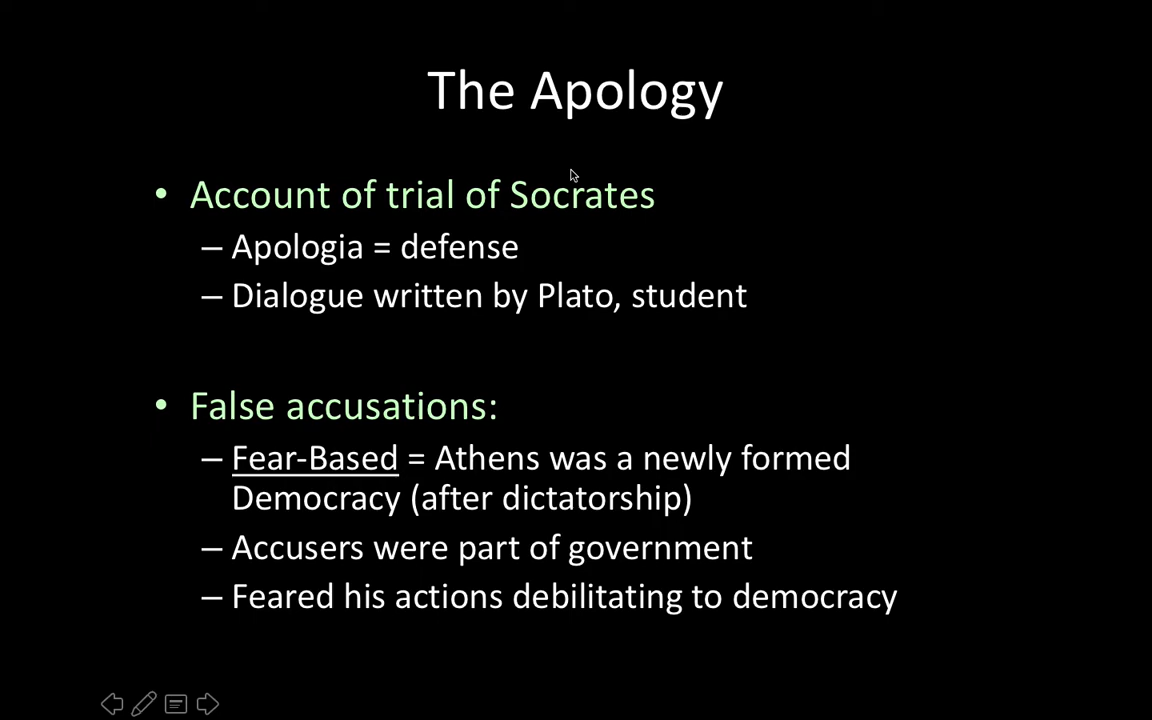 The Apology
• Account of trial of Socrates
– Apologia = defense
– Dialogue written by Plato, student
• False accusations:
– Fear-Based = Athens was a newly formed
Democracy (after dictatorship)
– Accusers were part of government
– Feared his actions debilitating to democracy